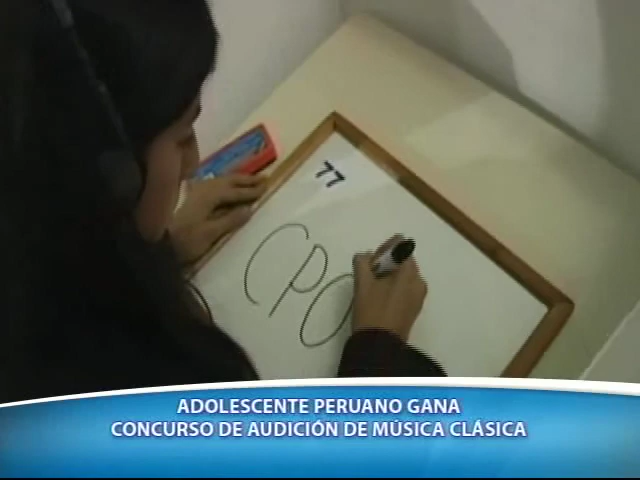 77
CPO
ADOLESCENTE PERUANO GANA
CONCURSO DE AUDICIÓN DE MÚSICA CLÁSICA